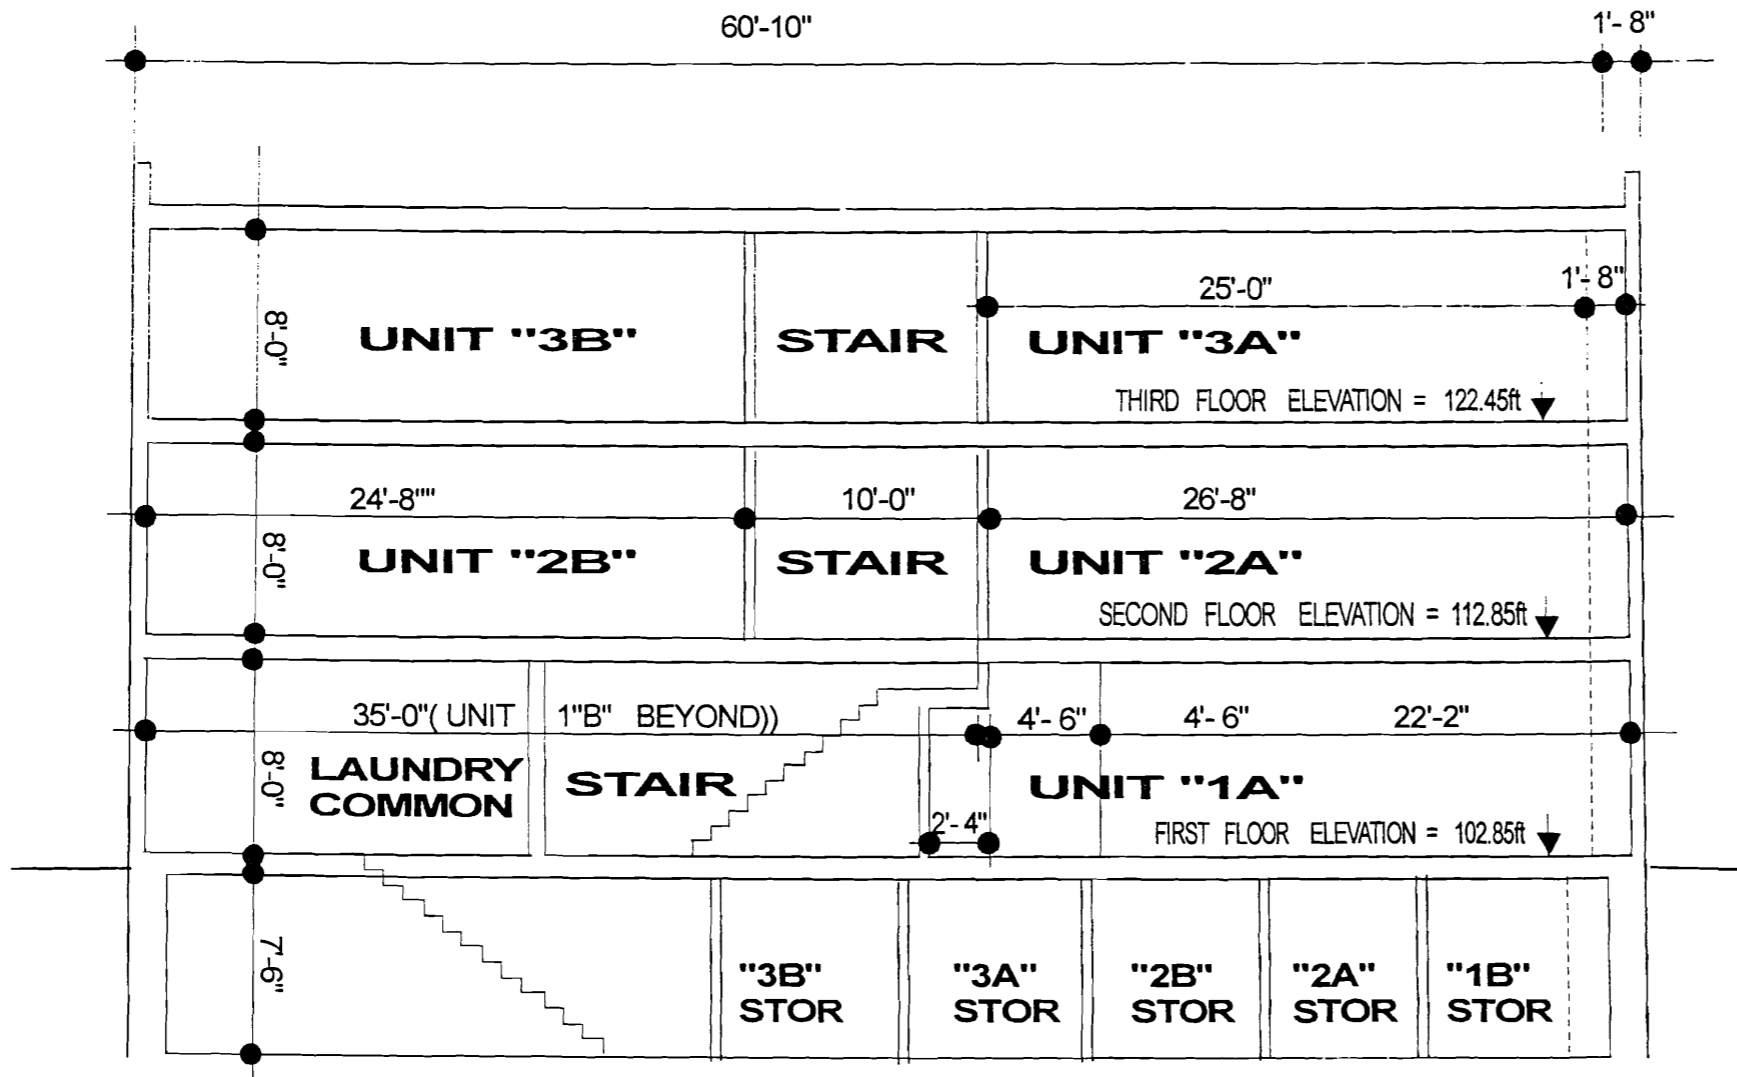 60'-10"
1'- 8"
25'-0"
1'- 8"
8'-0"
UNIT "3B"
STAIR
UNIT "3A"
THIRD FLOOR ELEVATION = 122.45ft
24'-8""
10'-0"
26'-8"
8'-0"
UNIT "2B"
STAIR
UNIT "2A"
SECOND FLOOR ELEVATION = 112.85ft
35'-0"( UNIT 1"B" BEYOND))
4'- 6"
4'- 6"
22'-2"
8'-0"
LAUNDRY
COMMON
STAIR
UNIT "1A"
2'- 4"
FIRST FLOOR ELEVATION = 102.85ft
7'-6"
"3B"
STOR
"3A"
STOR
"2B"
STOR
"2A"
STOR
"1B"
STOR